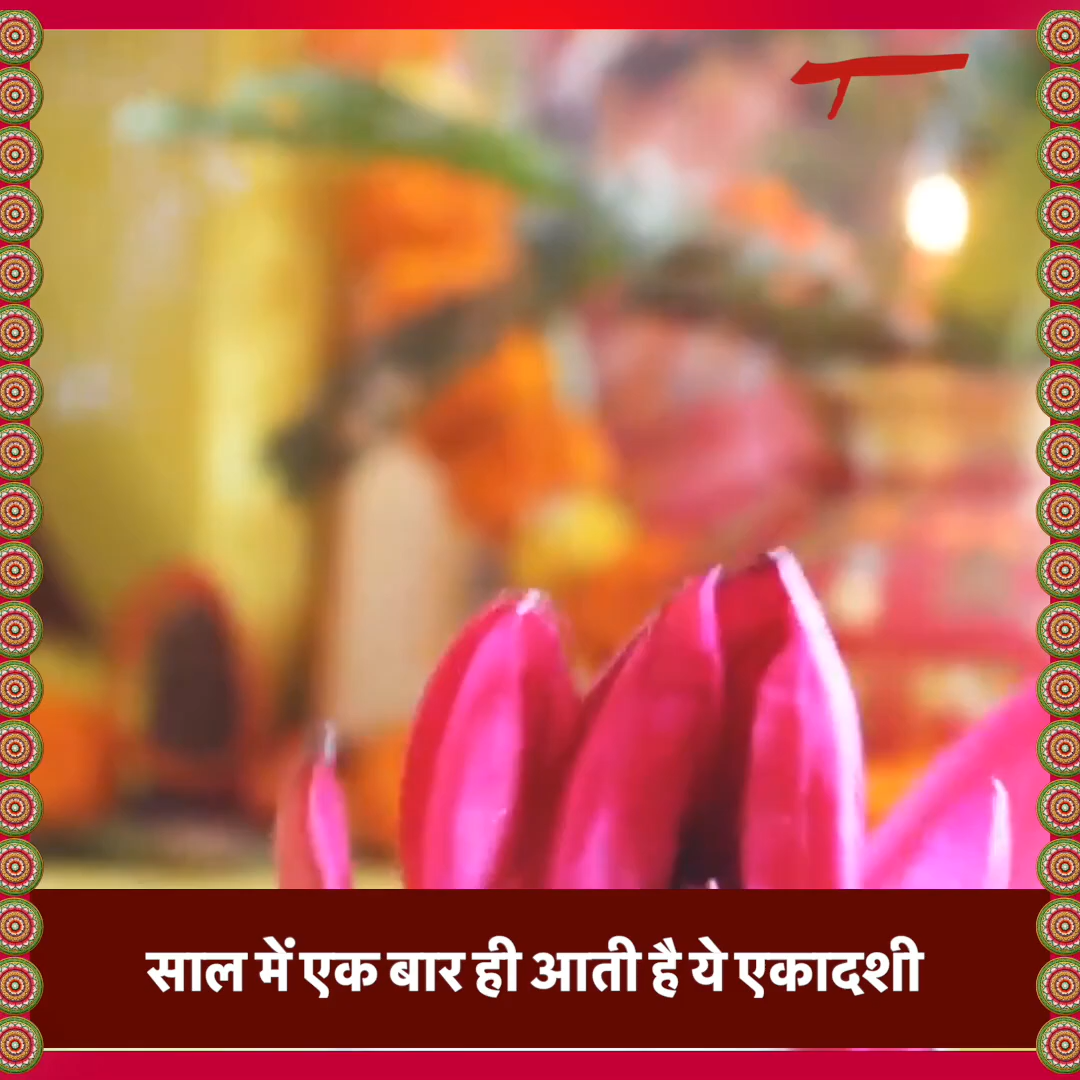 साल में एक बार ही आती है ये एकादशी